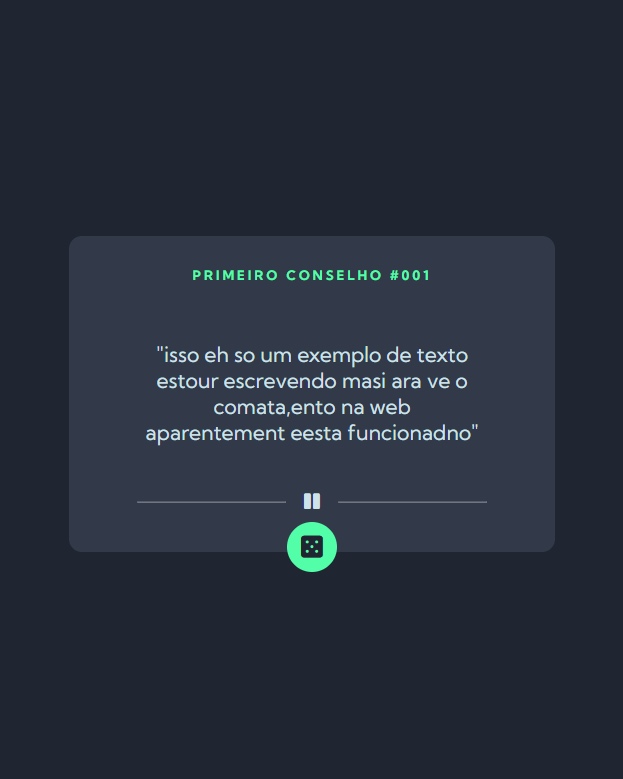 PRIMEIRO CONSELHO #001
"isso eh so um exemplo de texto
estour escrevendo masi ara ve o
comata,ento na web
aparentement eesta funcionadno"